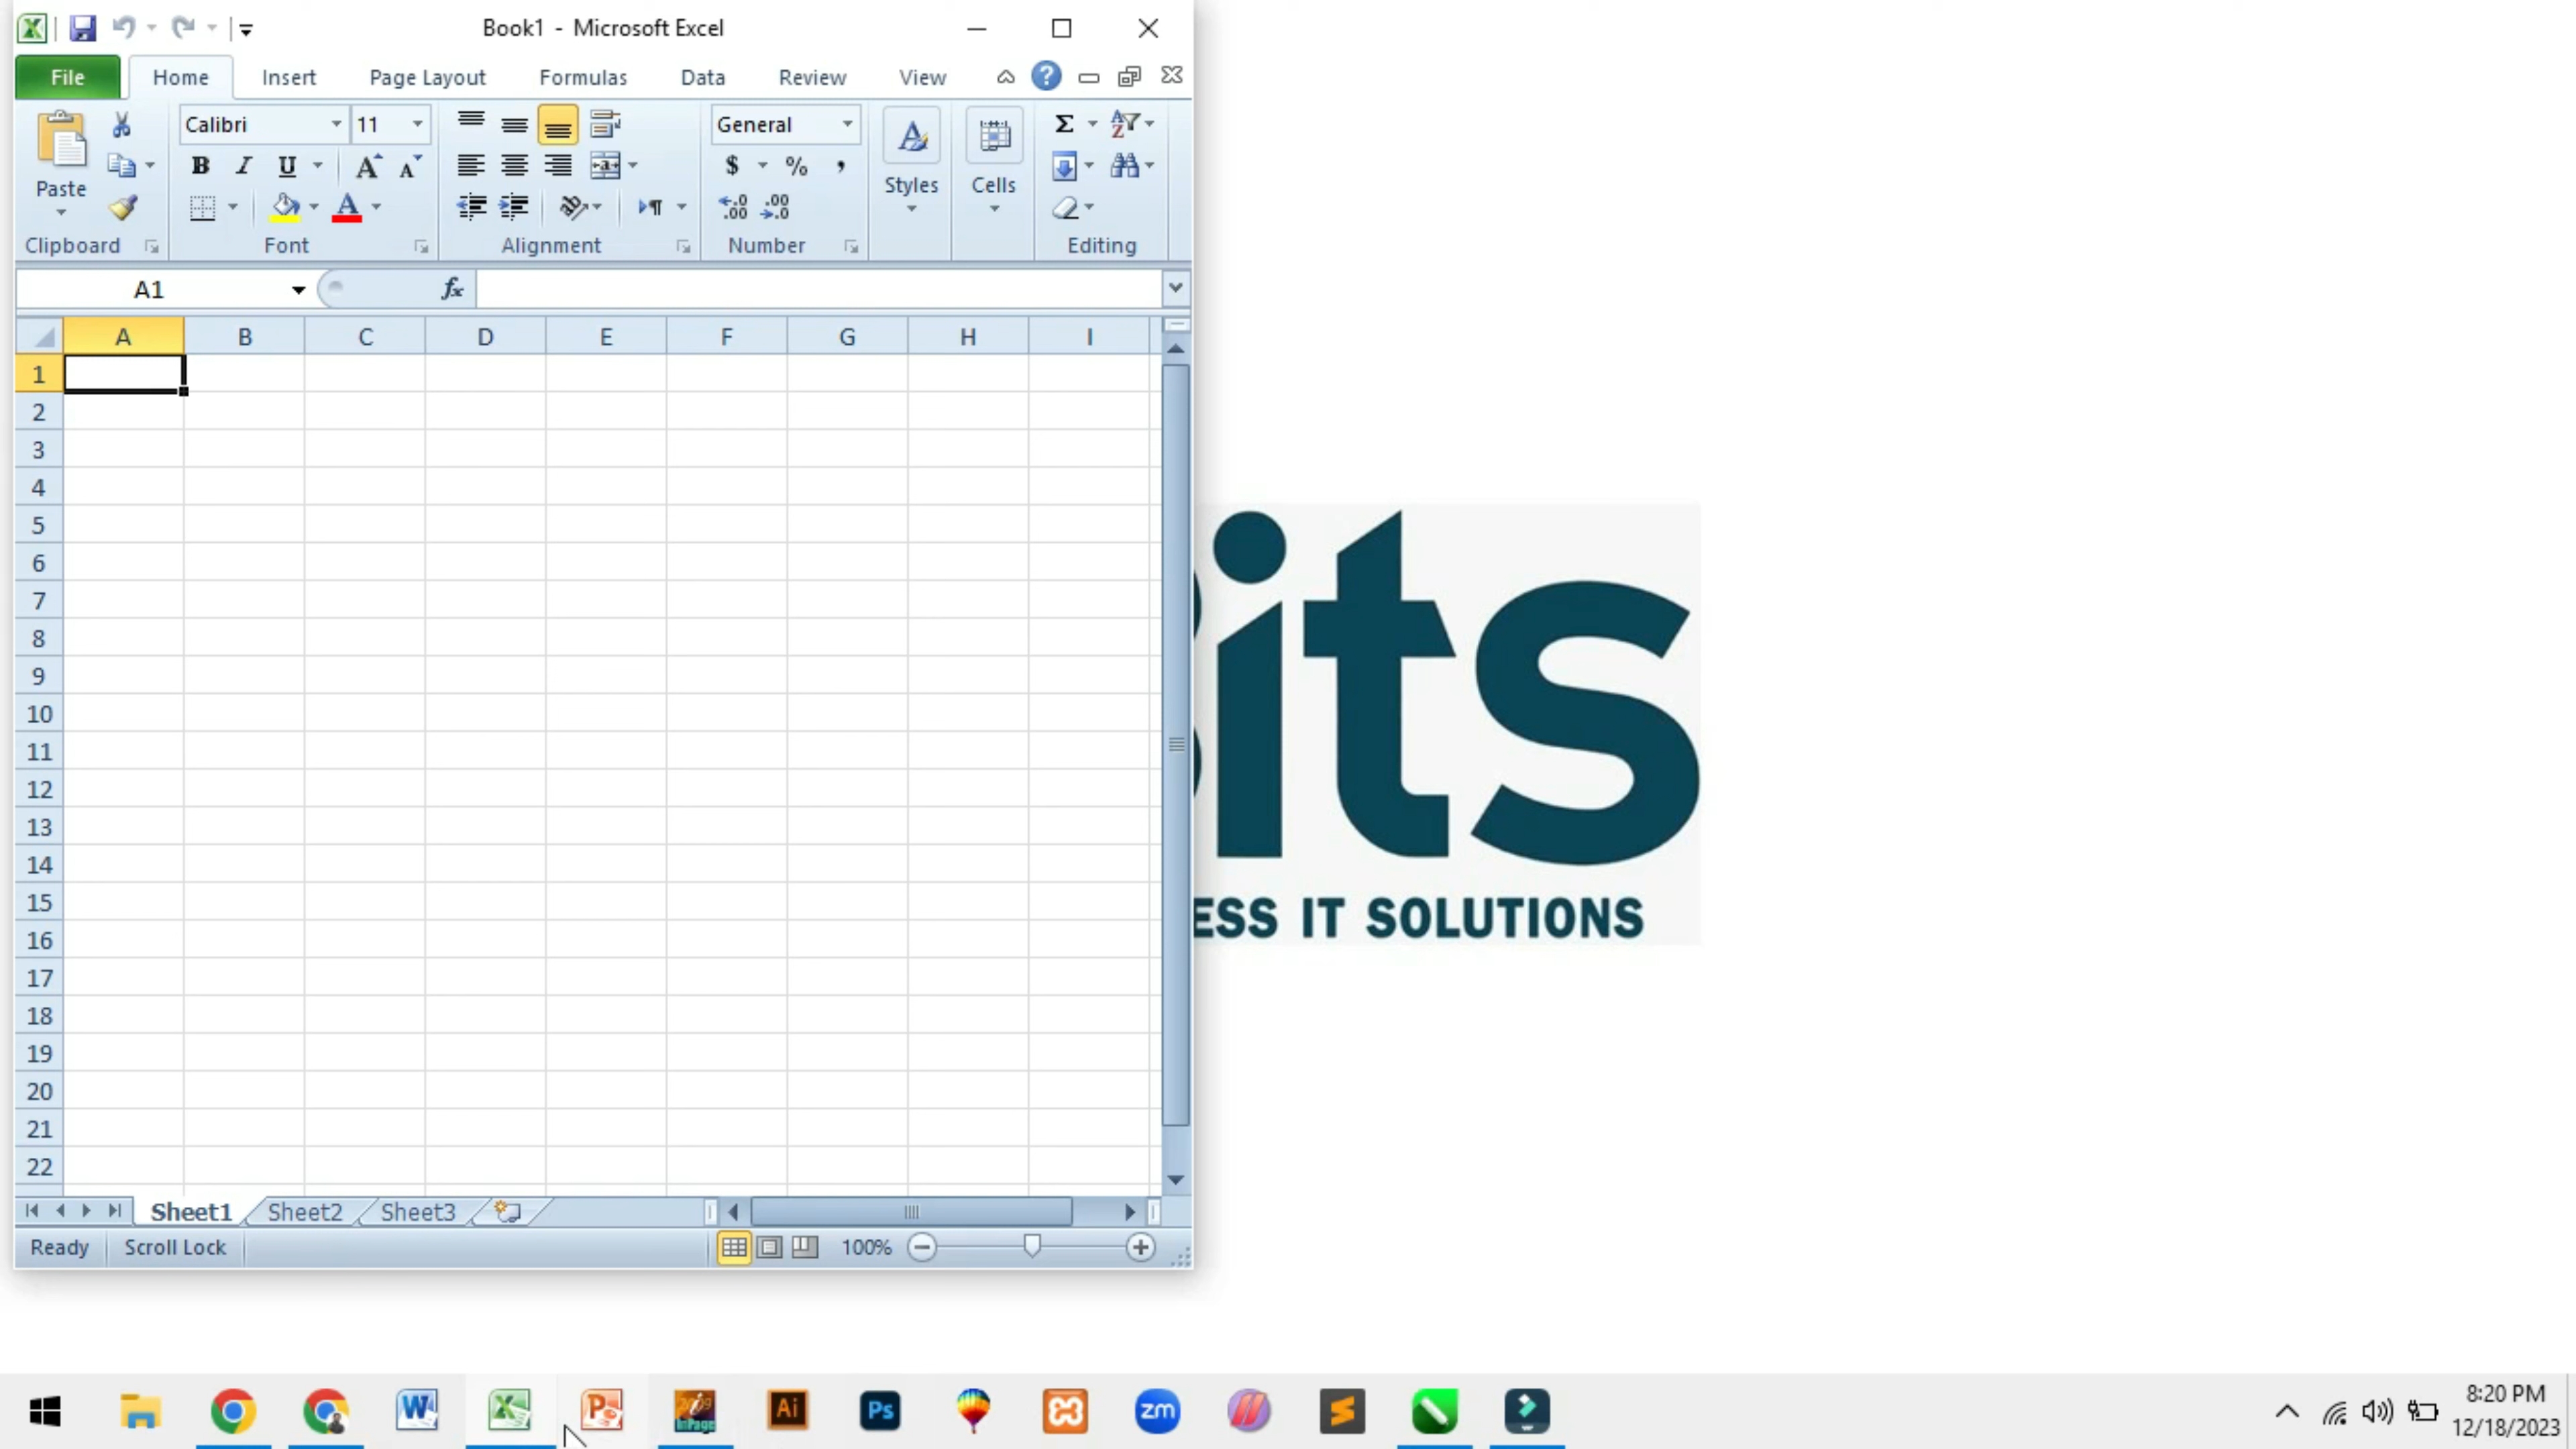 Book1 - Microsoft Excel
File Home Insert Page Layout Formulas Data Review View
Calibri 11 General
Paste Styles Cells
Clipboard Font Alignment Number Editing
A1 fx
A B C D E F G H I
1
2
3
4
5
6
7
8
9
10
11
12
13
14
15
16
17
18
19
20
21
22
its
ESS IT SOLUTIONS
Sheet1 Sheet2 Sheet3
Ready Scroll Lock 100%
W X P 2009 InPage Ai Ps zm
8:20 PM
12/18/2023